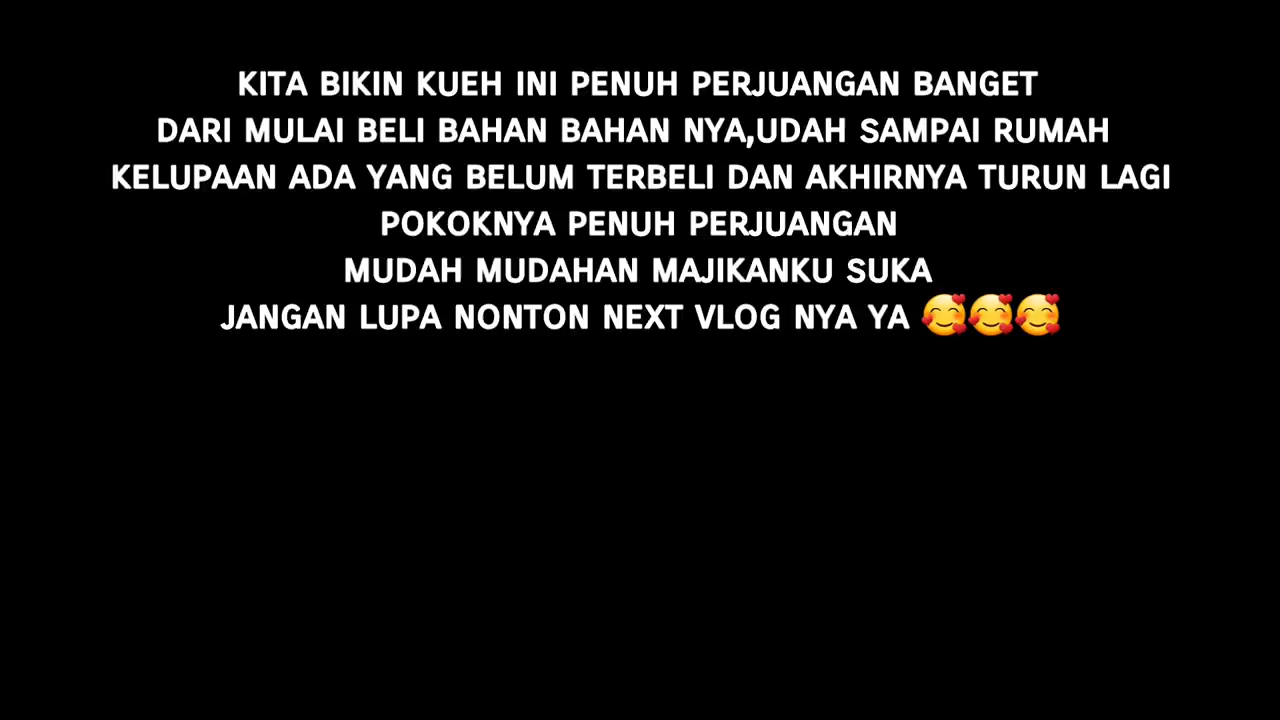 KITA BIKIN KUEH INI PENUH PERJUANGAN BANGET
DARI MULAI BELI BAHAN BAHAN NYA,UDAH SAMPAI RUMAH
KELUPAAN ADA YANG BELUM TERBELI DAN AKHIRNYA TURUN LAGI
POKOKNYA PENUH PERJUANGAN
MUDAH MUDAHAN MAJIKANKU SUKA
JANGAN LUPA NONTON NEXT VLOG NYA YA 🥰🥰🥰